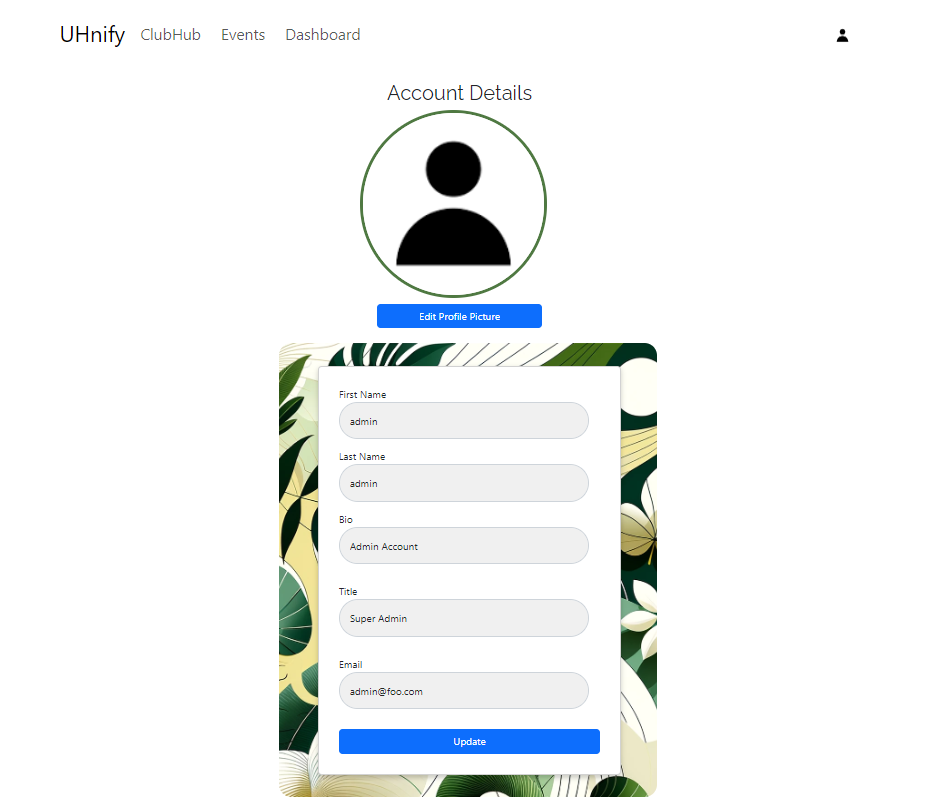 UHnify ClubHub Events Dashboard
Account Details
Edit Profile Picture
First Name
admin
Last Name
admin
Bio
Admin Account
Title
Super Admin
Email
admin@foo.com
Update